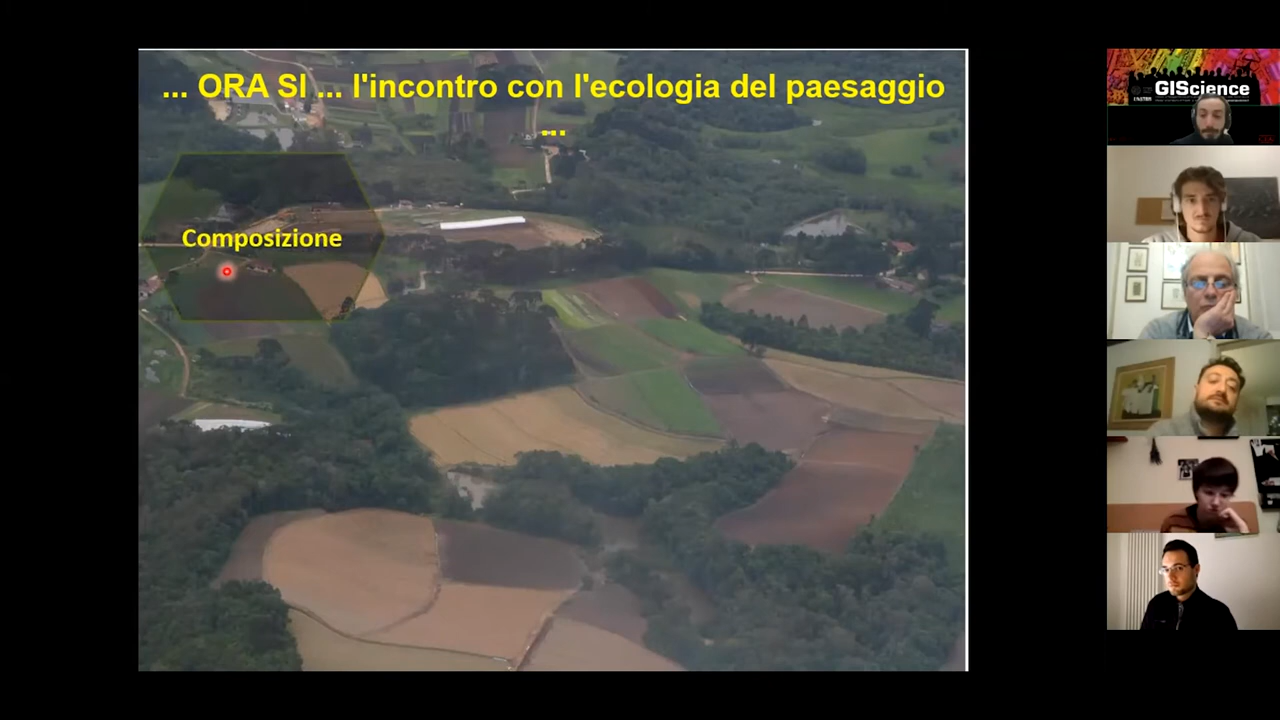 ... ORA SI ... l'incontro con l'ecologia del paesaggio
...
Composizione
GIScience